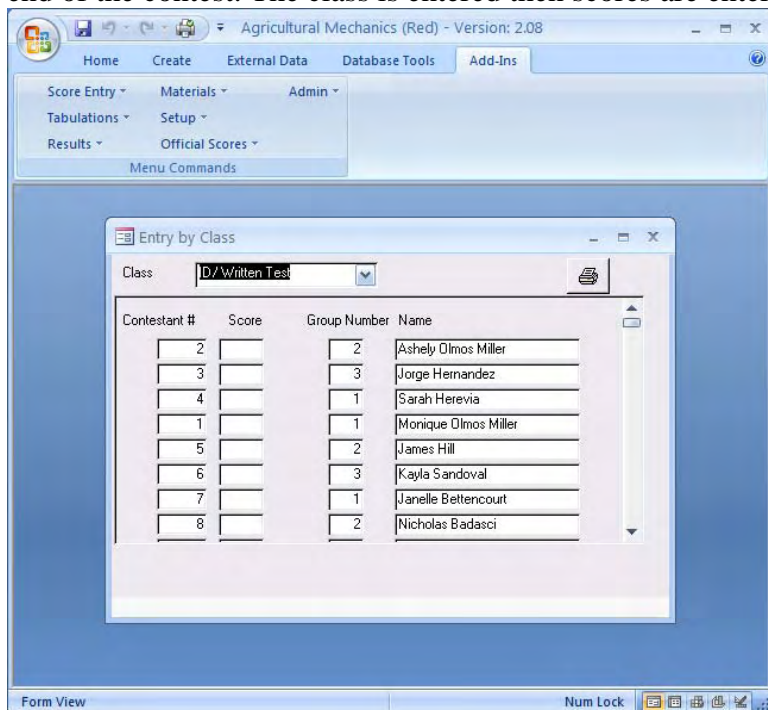 end of the contest. The class is entered then scores are enter
Agricultural Mechanics (Red) - Version: 2.08
Home Create External Data Database Tools Add-Ins
Score Entry Materials Admin
Tabulations Setup
Results Official Scores
Menu Commands
Entry by Class
Class D/ Written Test
Contestant # Score Group Number Name
2 2 Ashely Olmos Miller
3 3 Jorge Hernandez
4 1 Sarah Herevia
1 1 Monique Olmos Miller
5 2 James Hill
6 3 Kayla Sandoval
7 1 Janelle Bettencourt
8 2 Nicholas Badasci
Form View Num Lock